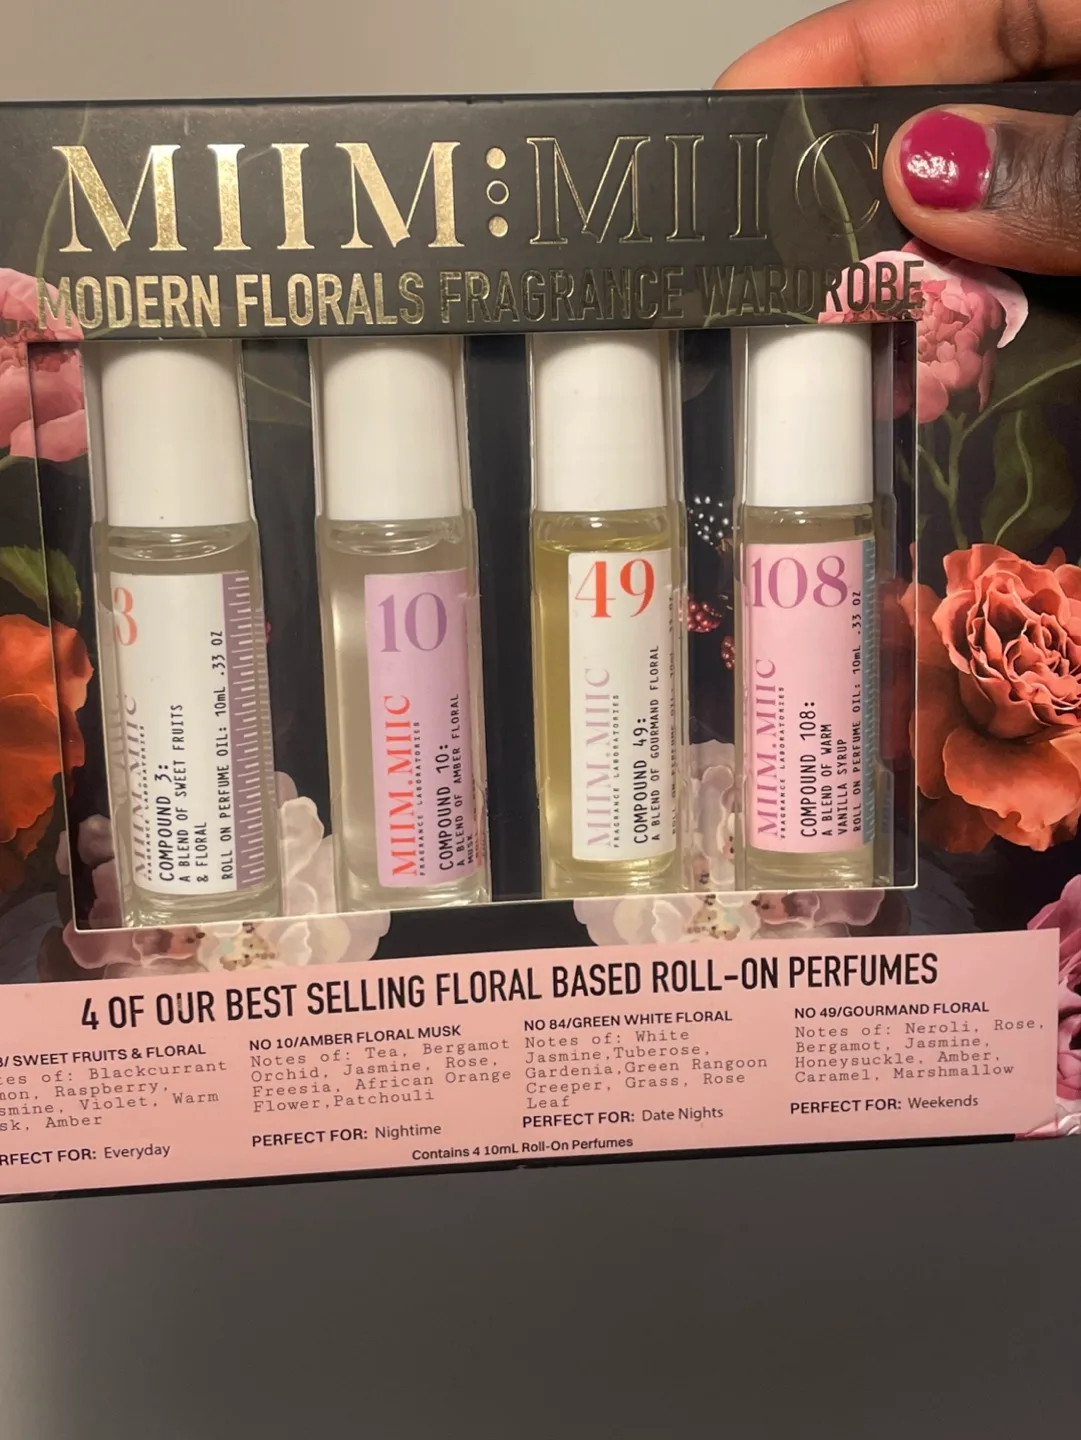 MIIM:MIIC
MODERN FLORALS FRAGRANCE WARDROBE
3
MIIM.MIIC
FRAGRANCE LABORATORIES
COMPOUND 3:
A BLEND OF SWEET FRUITS
& FLORAL
ROLL ON PERFUME OIL: 10mL .33 OZ
10
MIIM.MIIC
FRAGRANCE LABORATORIES
COMPOUND 10:
A BLEND OF AMBER FLORAL
MUSK
49
MIIM:MIIC
FRAGRANCE LABORATORIES
COMPOUND 49:
A BLEND OF GOURMAND FLORAL
108
MIIM.MIIC
FRAGRANCE LABORATORIES
COMPOUND 108:
A BLEND OF WARM
VANILLA SYRUP
ROLL ON PERFUME OIL: 10mL .33 OZ
4 OF OUR BEST SELLING FLORAL BASED ROLL-ON PERFUMES
3/ SWEET FRUITS & FLORAL
tes of: Blackcurrant
mon, Raspberry,
smine, Violet, Warm
sk, Amber
RFECT FOR: Everyday
NO 10/AMBER FLORAL MUSK
Notes of: Tea, Bergamot
Orchid, Jasmine, Rose,
Freesia, African Orange
Flower,Patchouli
PERFECT FOR: Nightime
NO 84/GREEN WHITE FLORAL
Notes of: White
Jasmine,Tuberose,
Gardenia,Green Rangoon
Creeper, Grass, Rose
Leaf
PERFECT FOR: Date Nights
NO 49/GOURMAND FLORAL
Notes of: Neroli, Rose,
Bergamot, Jasmine,
Honeysuckle, Amber,
Caramel, Marshmallow
PERFECT FOR: Weekends
Contains 4 10mL Roll-On Perfumes